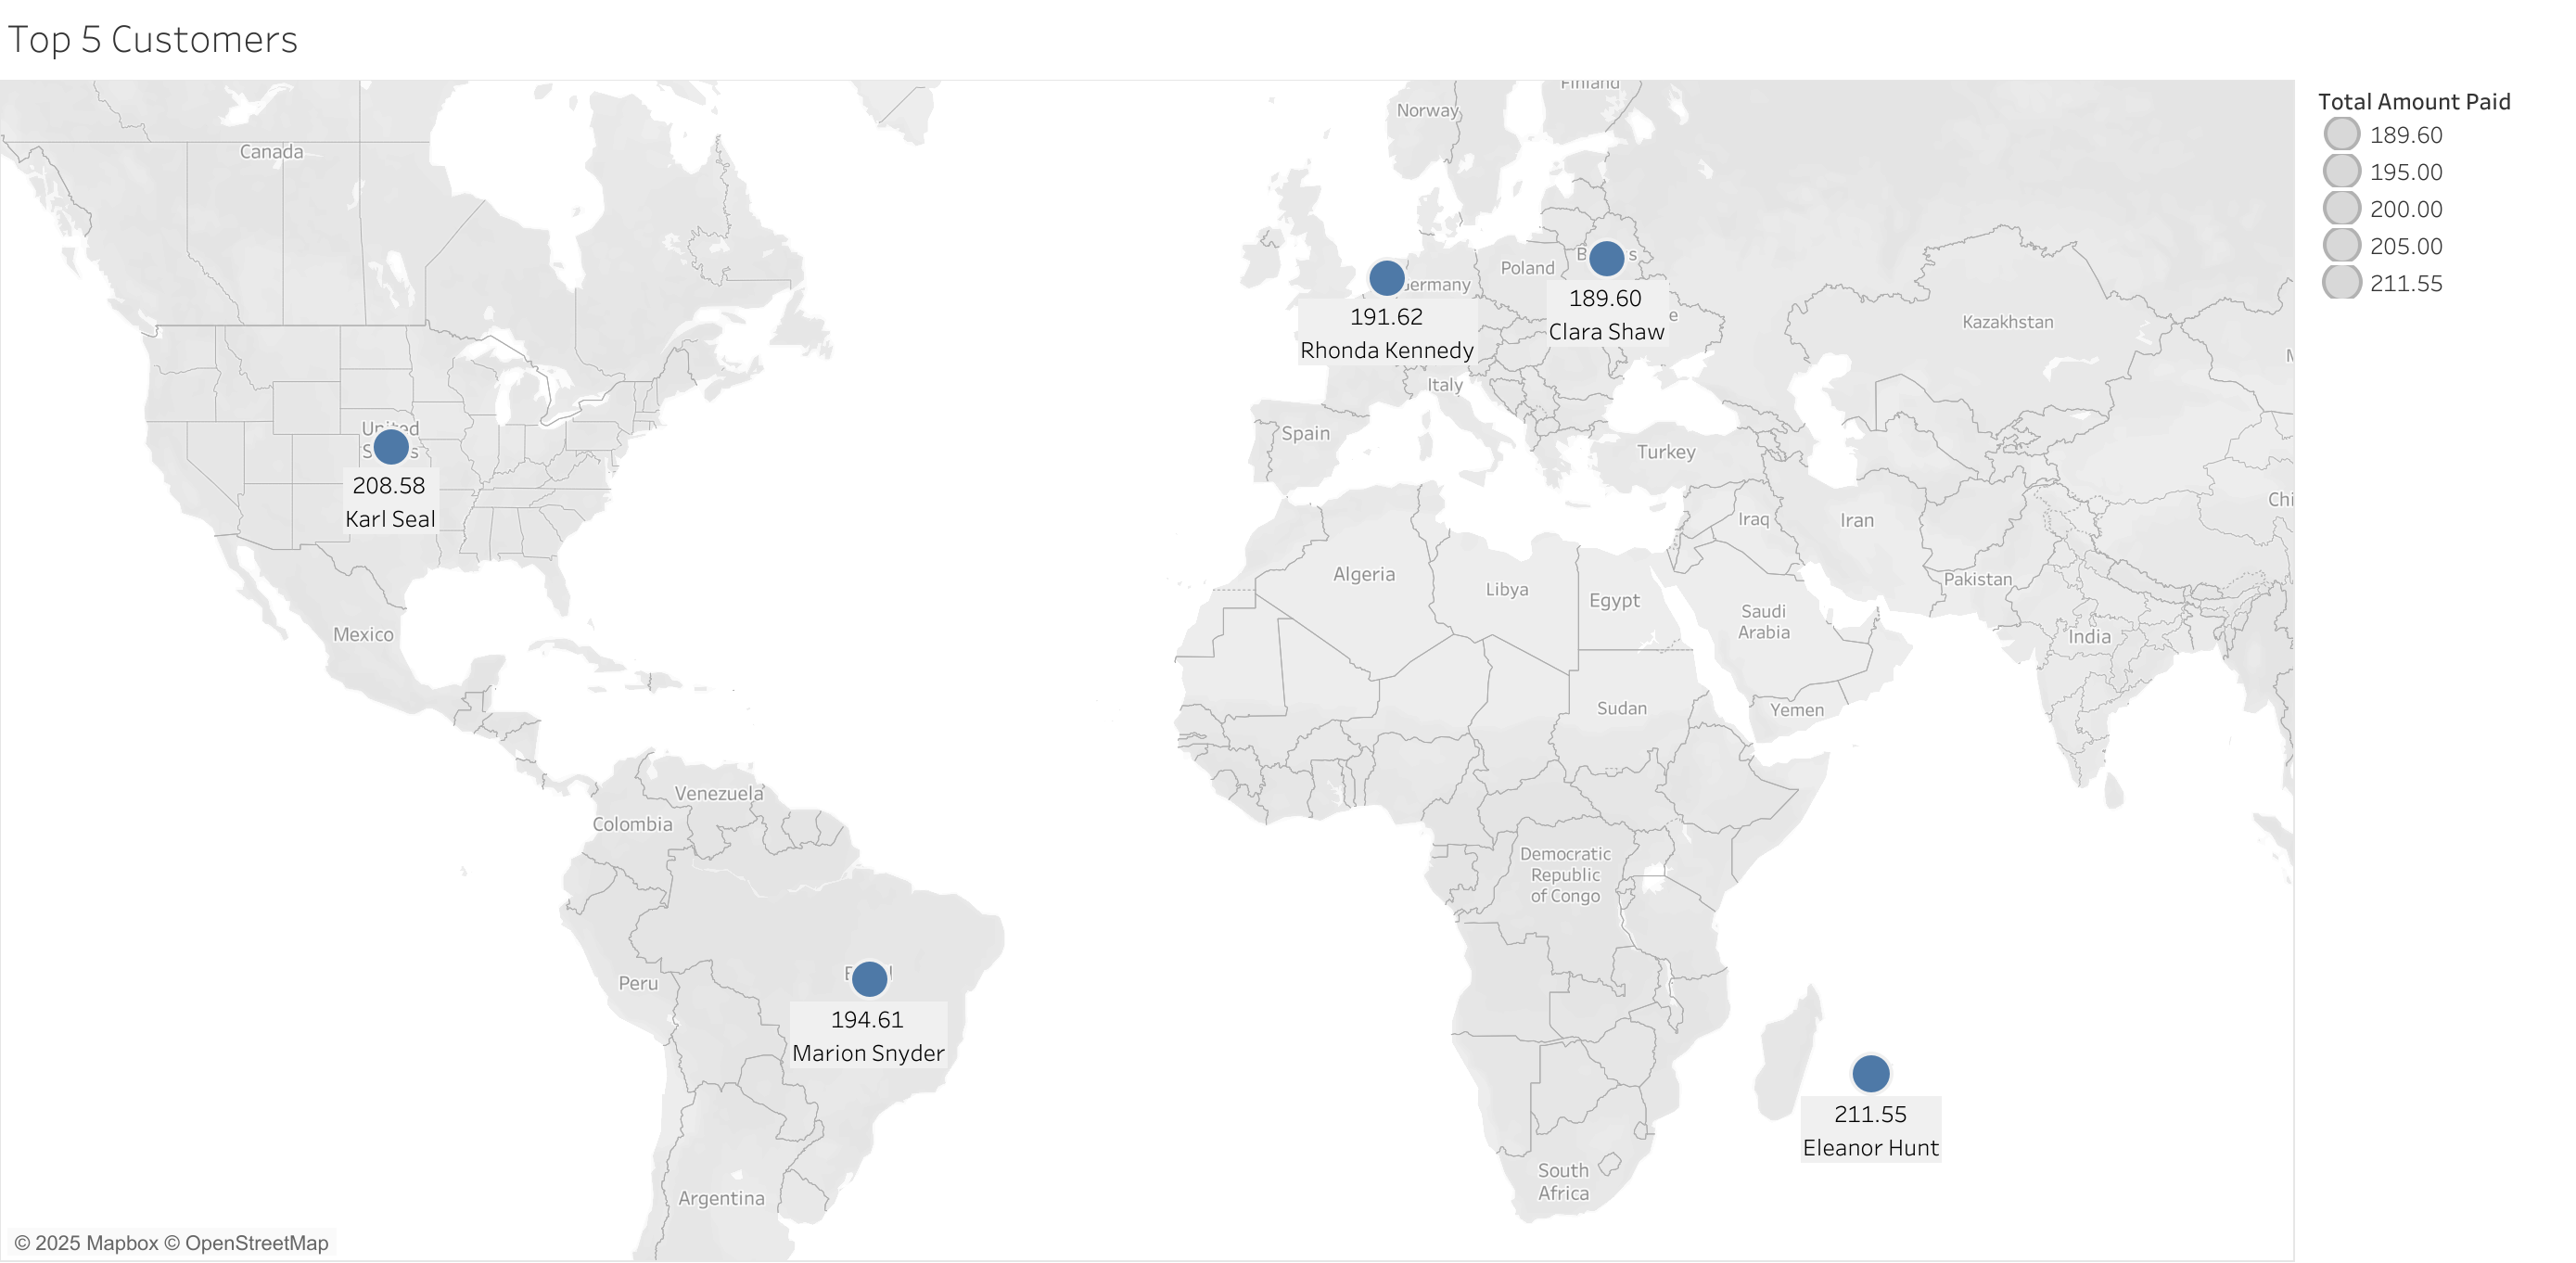 Top 5 Customers
Total Amount Paid
189.60
195.00
200.00
205.00
211.55
Finland
Norway
Canada
Poland
Germany
189.60
Clara Shaw
191.62
Rhonda Kennedy
Kazakhstan
Italy
United
Spain
Turkey
208.58
Karl Seal
Chi
Iraq
Iran
Algeria
Libya
Egypt
Pakistan
Saudi
Arabia
Mexico
India
Sudan
Yemen
Venezuela
Colombia
Democratic
Republic
of Congo
Peru
194.61
Marion Snyder
211.55
Eleanor Hunt
South
Africa
Argentina
© 2025 Mapbox © OpenStreetMap